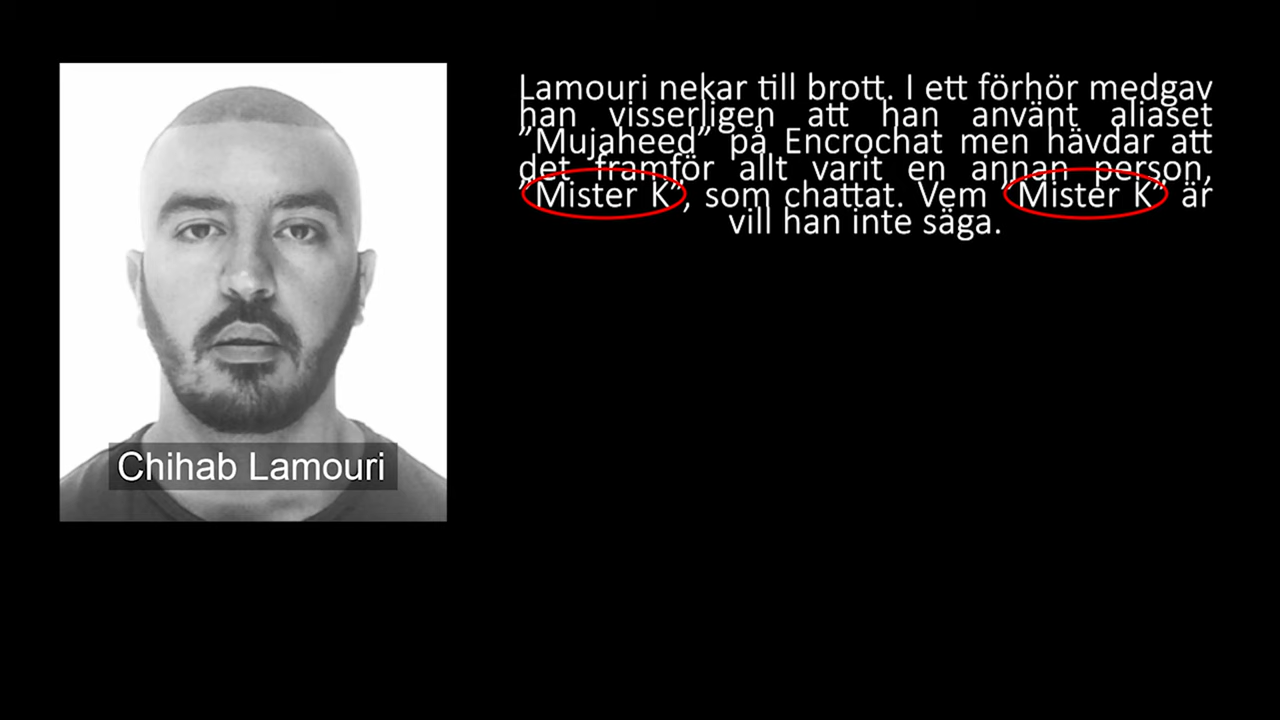 Lamouri nekar till brott. I ett förhör medgav
han visserligen att han använt aliaset
”Mujaheed” på Encrochat men hävdar att
det framför allt varit en annan person,
”Mister K”, som chattat. Vem ”Mister K” är
vill han inte säga.
Chihab Lamouri